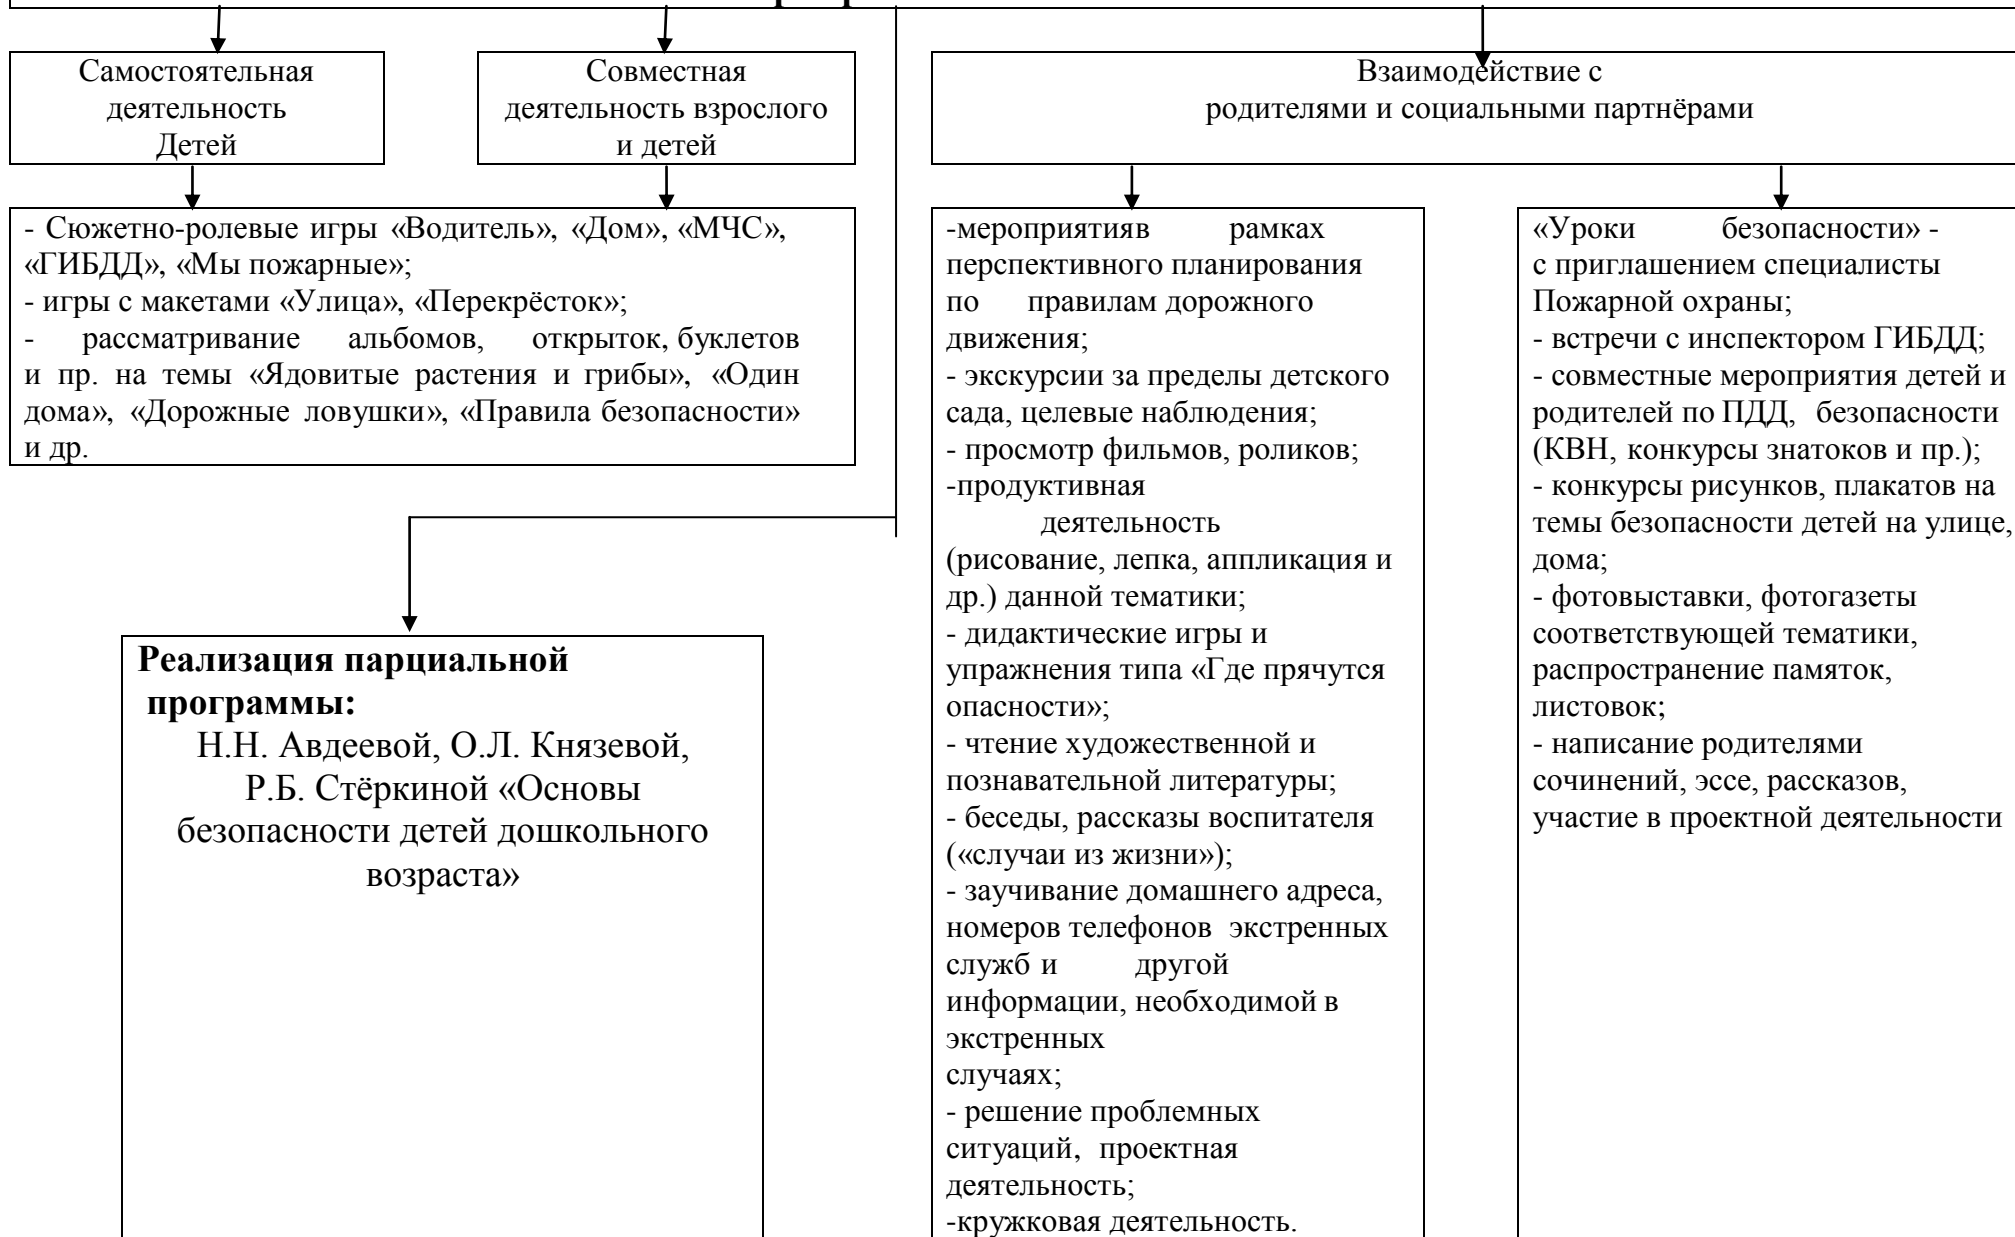 Самостоятельная
деятельность
Детей
Совместная
деятельность взрослого
и детей
Взаимодействие с
родителями и социальными партнёрами
- Сюжетно-ролевые игры «Водитель», «Дом», «МЧС»,
«ГИБДД», «Мы пожарные»;
- игры с макетами «Улица», «Перекрёсток»;
- рассматривание альбомов, открыток, буклетов
и пр. на темы «Ядовитые растения и грибы», «Один
дома», «Дорожные ловушки», «Правила безопасности»
и др.
Реализация парциальной
программы:
Н.Н. Авдеевой, О.Л. Князевой,
Р.Б. Стёркиной «Основы
безопасности детей дошкольного
возраста»
-мероприятияв рамках
перспективного планирования
по правилам дорожного
движения;
- экскурсии за пределы детского
сада, целевые наблюдения;
- просмотр фильмов, роликов;
-продуктивная
деятельность
(рисование, лепка, аппликация и
др.) данной тематики;
- дидактические игры и
упражнения типа «Где прячутся
опасности»;
- чтение художественной и
познавательной литературы;
- беседы, рассказы воспитателя
(«случаи из жизни»);
- заучивание домашнего адреса,
номеров телефонов экстренных
служб и другой
информации, необходимой в
экстренных
случаях;
- решение проблемных
ситуаций, проектная
деятельность;
-кружковая деятельность.
«Уроки безопасности» -
с приглашением специалисты
Пожарной охраны;
- встречи с инспектором ГИБДД;
- совместные мероприятия детей и
родителей по ПДД, безопасности
(КВН, конкурсы знатоков и пр.);
- конкурсы рисунков, плакатов на
темы безопасности детей на улице,
дома;
- фотовыставки, фотогазеты
соответствующей тематики,
распространение памяток,
листовок;
- написание родителями
сочинений, эссе, рассказов,
участие в проектной деятельности